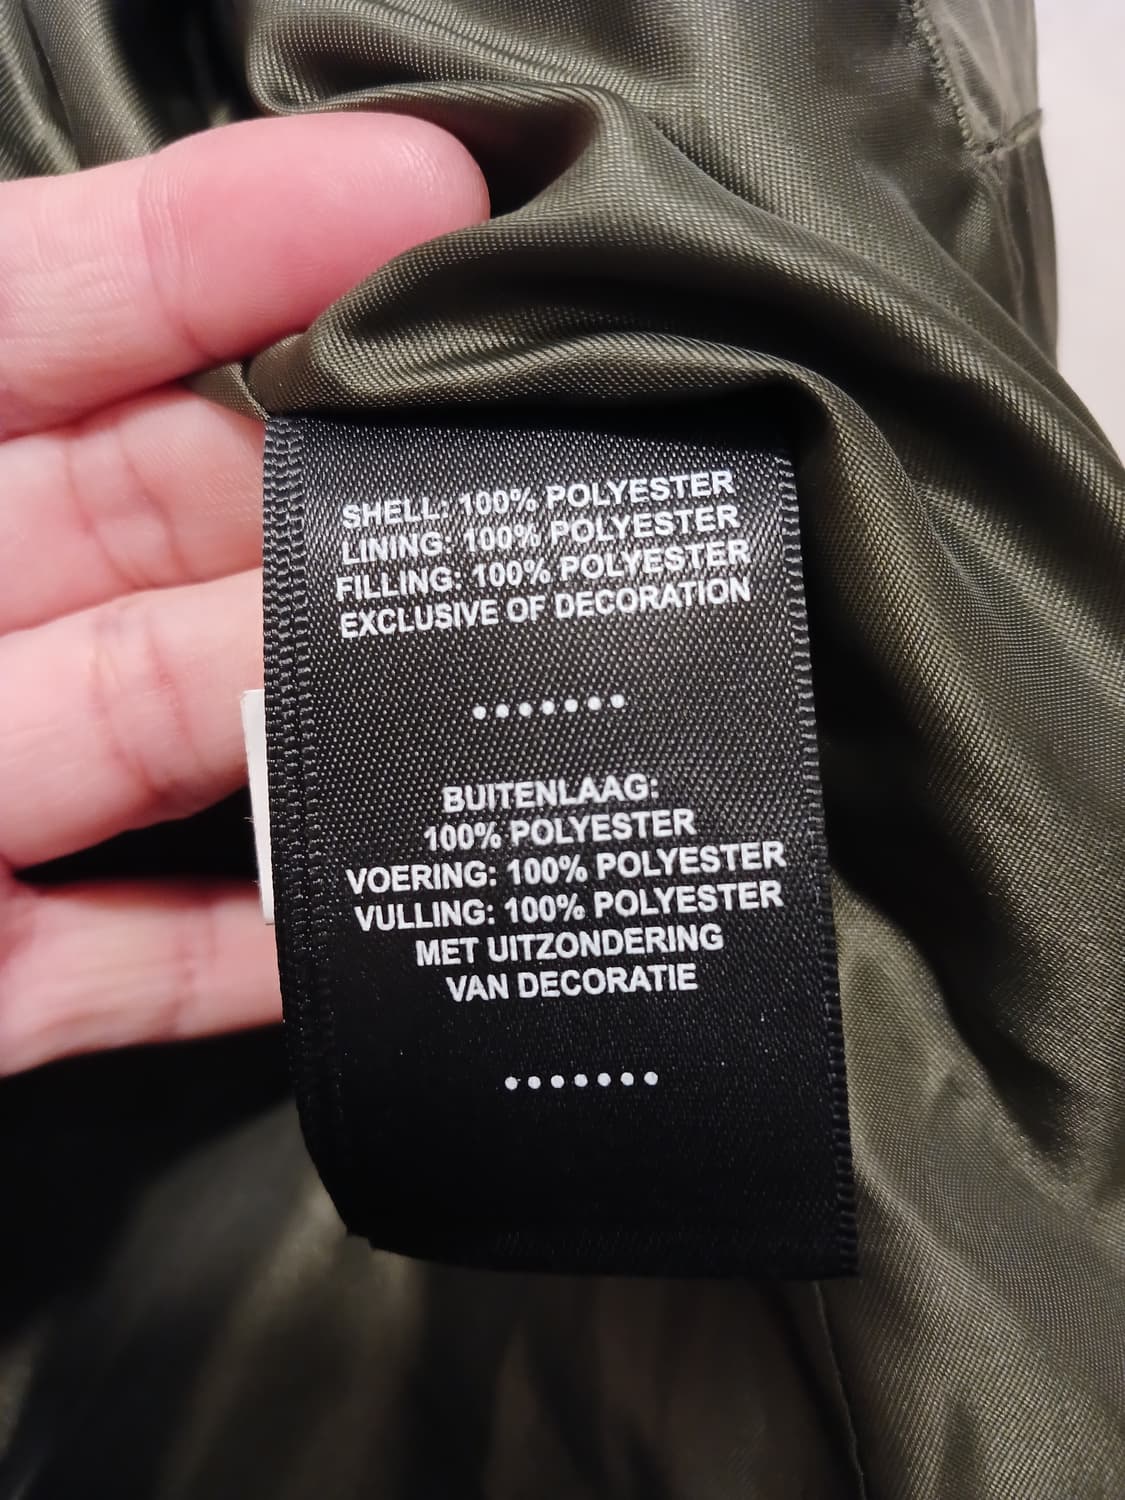 SHELL: 100% POLYESTER
LINING: 100% POLYESTER
FILLING: 100% POLYESTER
EXCLUSIVE OF DECORATION
.......
BUITENLAAG:
100% POLYESTER
VOERING: 100% POLYESTER
VULLING: 100% POLYESTER
MET UITZONDERING
VAN DECORATIE
.......